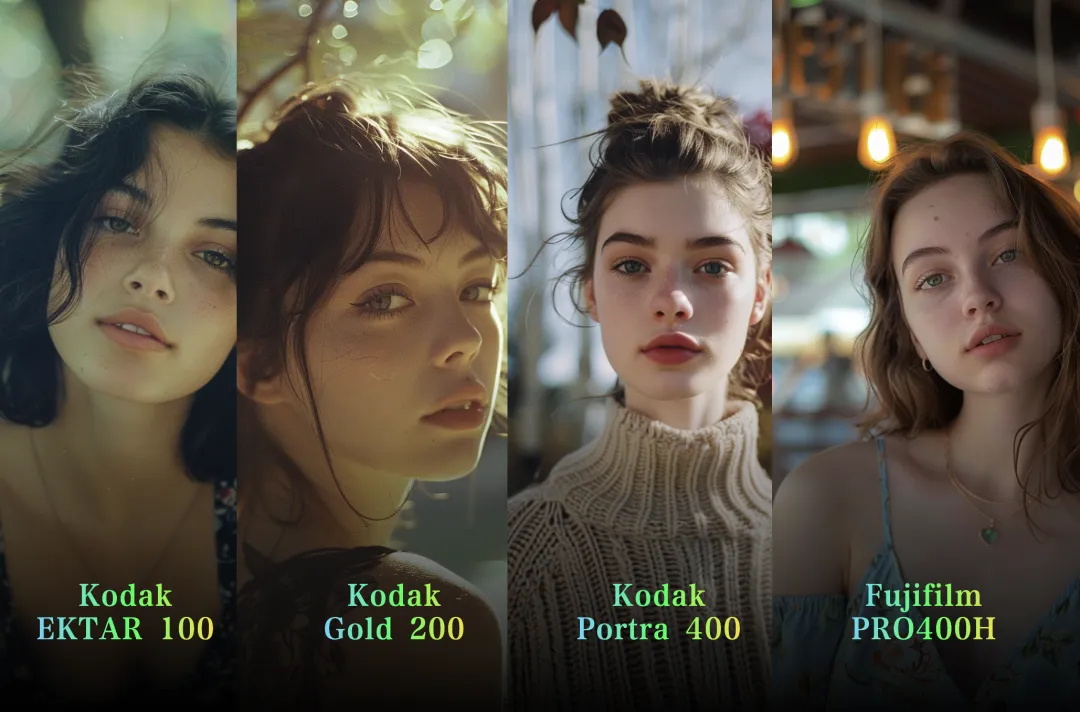 Kodak
EKTAR 100
Kodak
Gold 200
Kodak
Portra 400
Fujifilm
PRO400H